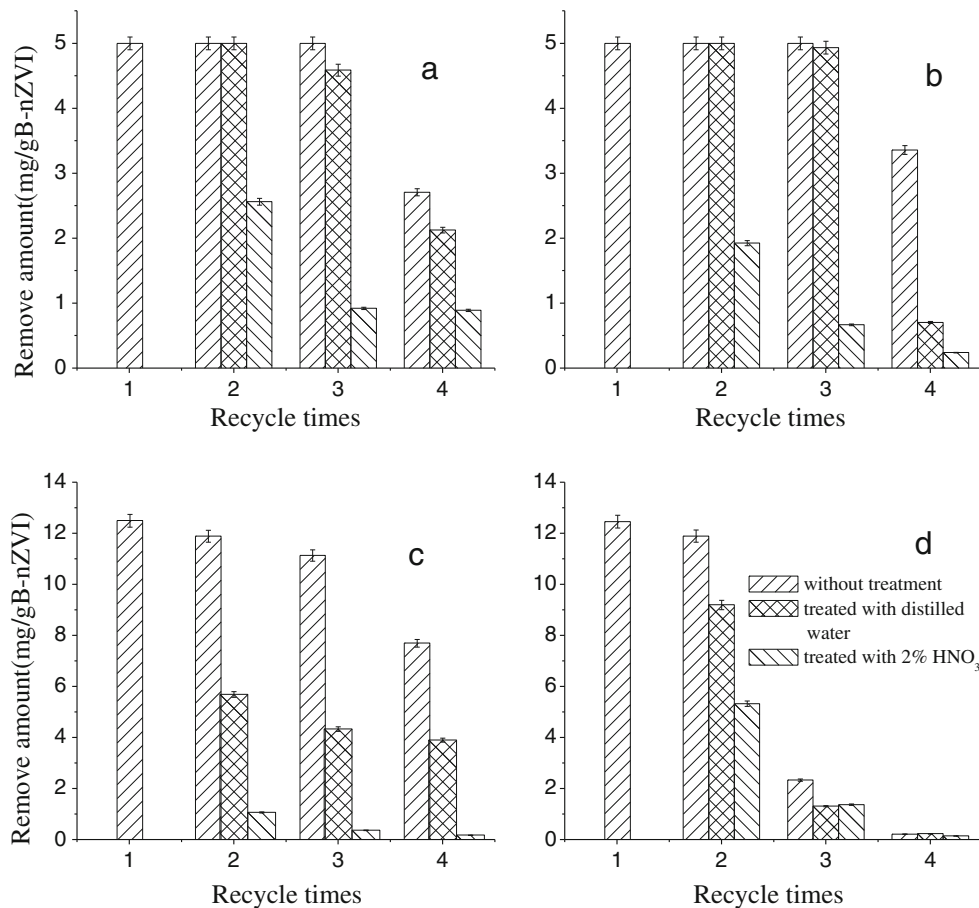 5
4
3
2
1
0
Remove amount(mg/gB-nZVI)
a
1 2 3 4
Recycle times
5
4
3
2
1
0
b
1 2 3 4
Recycle times
14
12
10
8
6
4
2
0
Remove amount(mg/gB-nZVI)
c
1 2 3 4
Recycle times
14
12
10
8
6
4
2
0
d
without treatment
treated with distilled
water
treated with 2% HNO₃
1 2 3 4
Recycle times